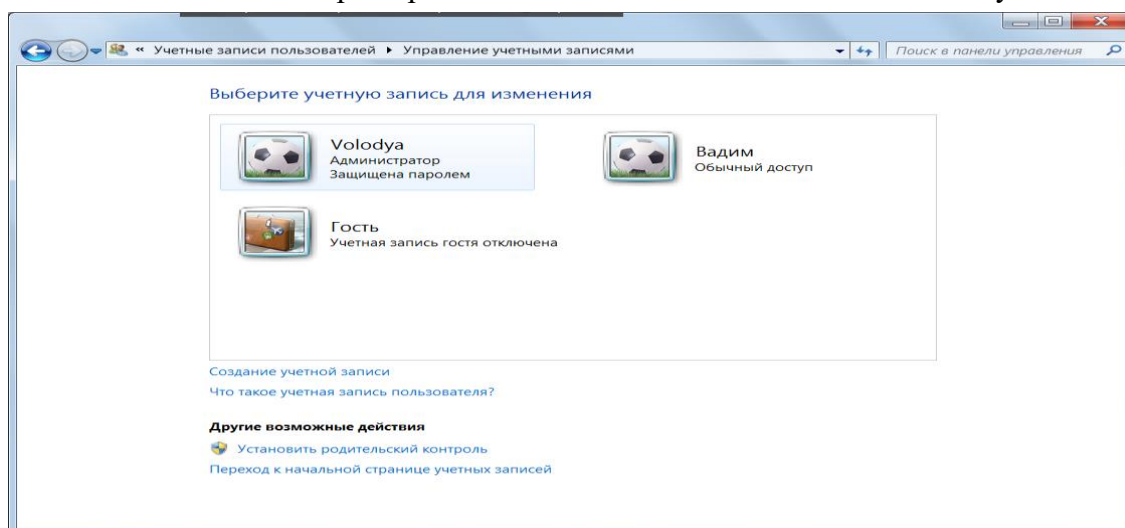 « Учетные записи пользователей ▸ Управление учетными записями
Поиск в панели управления
Выберите учетную запись для изменения
Volodya
Администратор
Защищена паролем
Вадим
Обычный доступ
Гость
Учетная запись гостя отключена
Создание учетной записи
Что такое учетная запись пользователя?
Другие возможные действия
Установить родительский контроль
Переход к начальной странице учетных записей